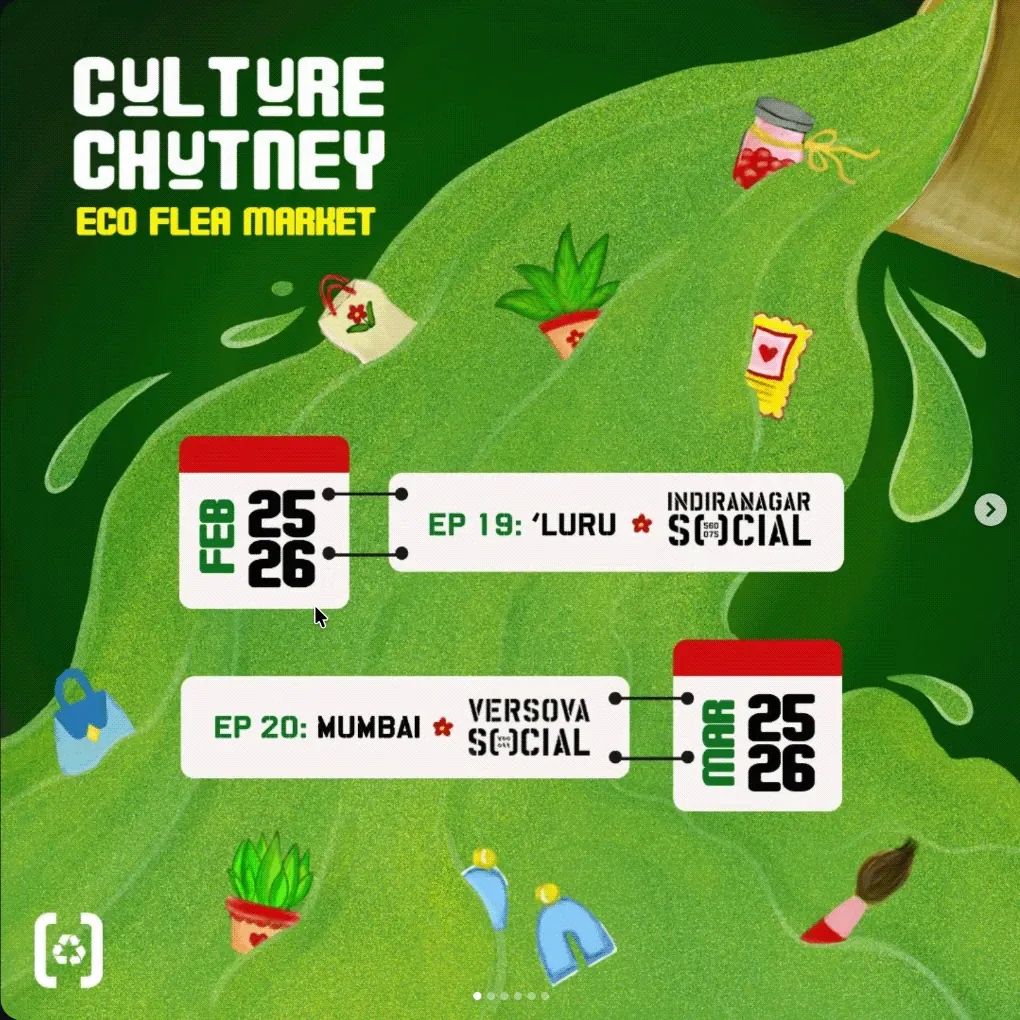 CULTURE
CHUTNEY
ECO FLEA MARKET
FEB
25
26
EP 19: ‘LURU
INDIRANAGAR
SOCIAL
560
075
EP 20: MUMBAI
VERSOVA
SOCIAL
MAR
25
26